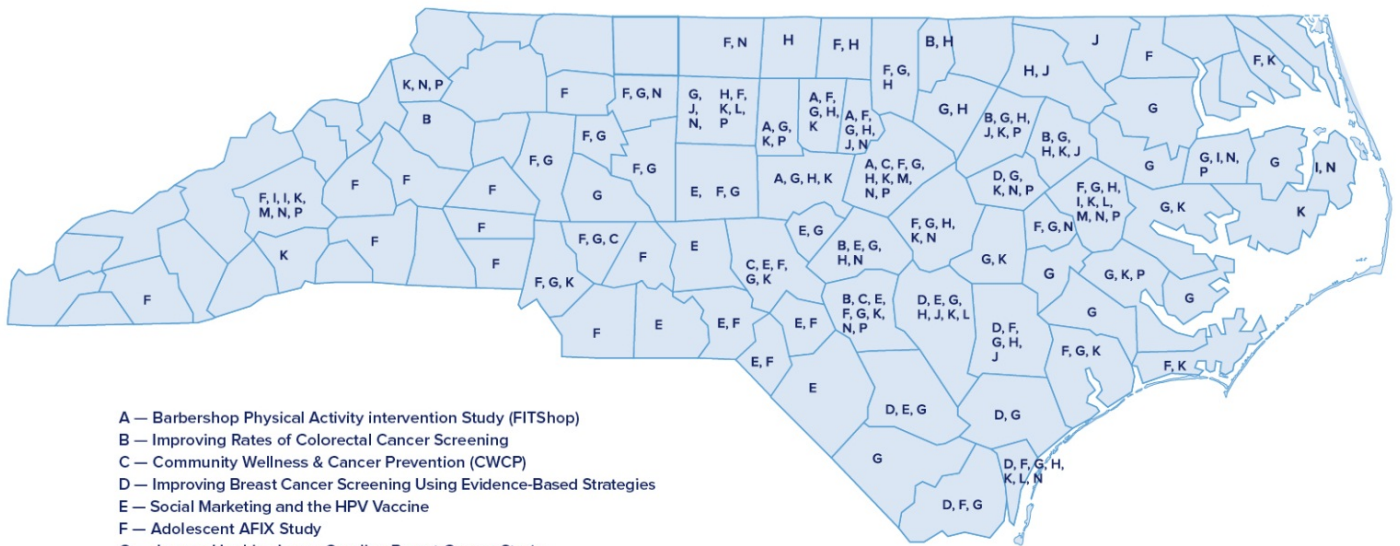 F, N
H
F, H
B, H
J
F
F, K
K, N, P
F
F, G, N
G,
J,
N,
H, F,
K, L,
P
F, G,
H
H, J
G
B
F, G
F, G
F, G
A, G,
K, P
A, F,
G, H,
K
A, F,
G, H,
J, N
G, H
B, G, H,
J, K, P
B, G,
H, K, J
G
G, I, N,
P
G
I, N
F, I, I, K,
M, N, P
F
F
F
G
E,
F, G
A, G, H, K
A, C, F, G,
H, K, M,
N, P
D, G,
K, N, P
F, G, H,
I, K, L,
M, N, P
G, K
K
K
F
F
F
F, G, C
F
E
E, G
B, E, G,
H, N
F, G, H,
K, N
F, G, N
F
F, G, K
C, E, F,
G, K
G, K
G
G, K, P
G
F
E
E, F
E, F
B, C, E,
F, G, K,
N, P
D, E, G,
H, J, K, L
D, F,
G, H,
J
G
F, G, K
F, K
E, F
E
D, E, G
D, G
G
D, F, G, H,
K, L, N
D, F, G
A — Barbershop Physical Activity intervention Study (FITShop)
B — Improving Rates of Colorectal Cancer Screening
C — Community Wellness & Cancer Prevention (CWCP)
D — Improving Breast Cancer Screening Using Evidence-Based Strategies
E — Social Marketing and the HPV Vaccine
F — Adolescent AFIX Study